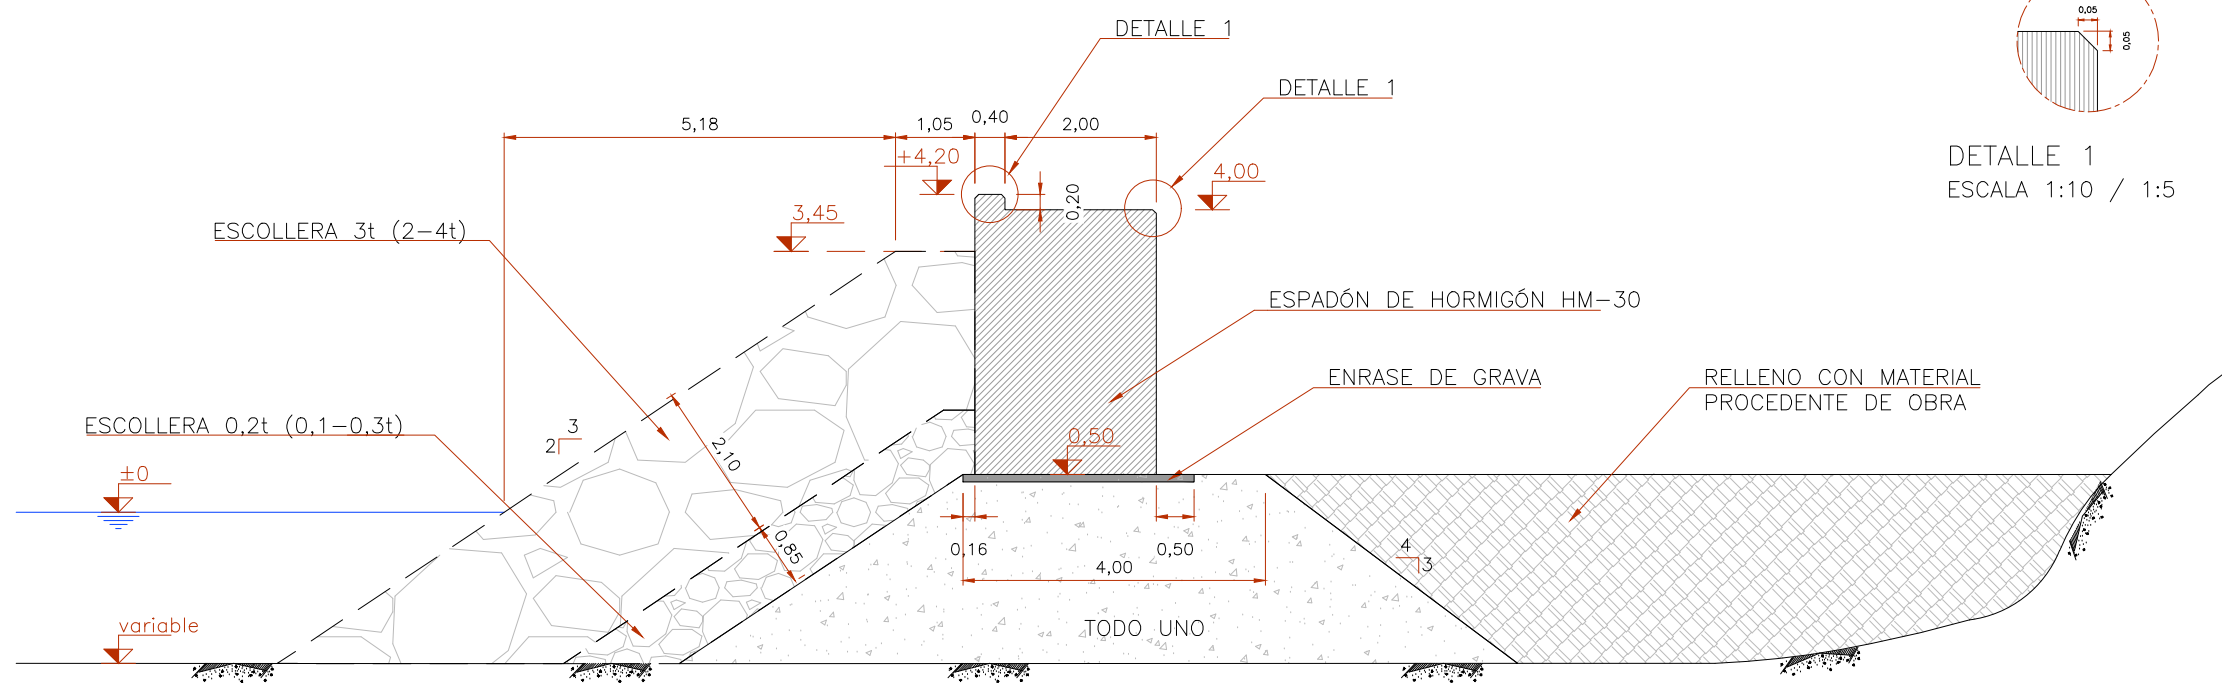 DETALLE 1
0,05
0,05
DETALLE 1
5,18
1,05
0,40
2,00
+4,20
4,00
DETALLE 1
ESCALA 1:10 / 1:5
0,20
3,45
ESCOLLERA 3t (2-4t)
ESPADÓN DE HORMIGÓN HM-30
ENRASE DE GRAVA
RELLENO CON MATERIAL
PROCEDENTE DE OBRA
ESCOLLERA 0,2t (0,1-0,3t)
3
2
2,10
0,50
±0
0,85
0,16
0,50
4,00
4
3
variable
TODO UNO